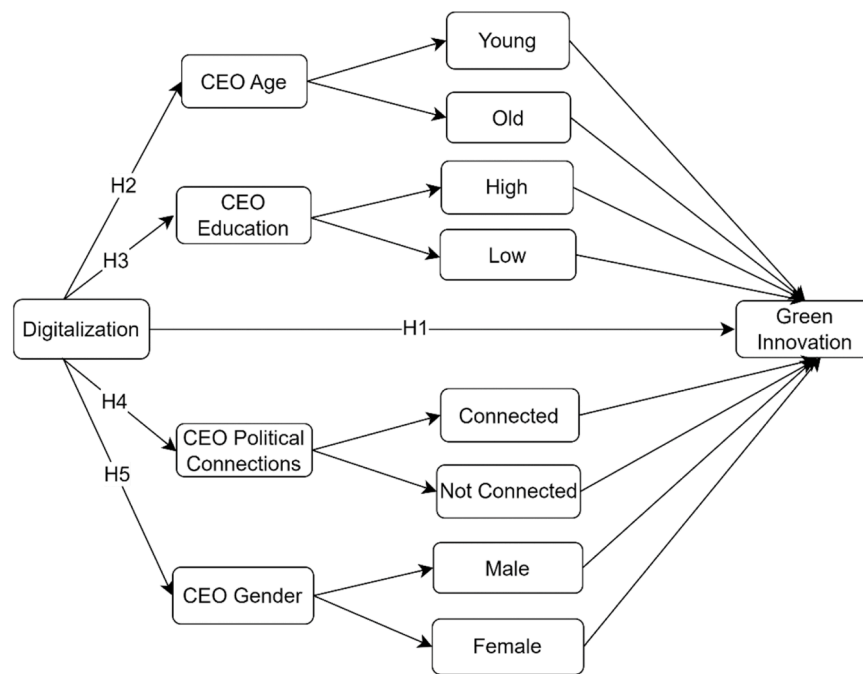 Young
CEO Age
Old
H2
High
CEO
Education
H3
Low
Digitalization
H1
Green
Innovation
H4
Connected
CEO Political
Connections
H5
Not Connected
Male
CEO Gender
Female